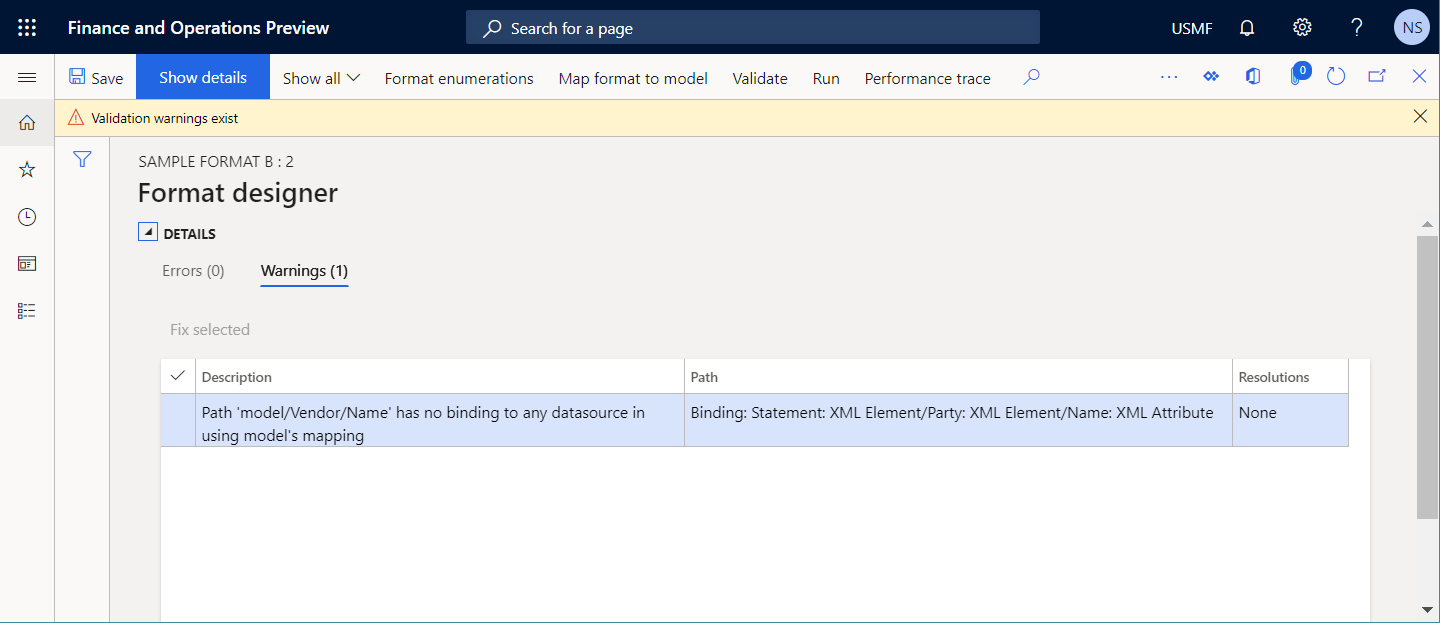 Finance and Operations Preview
Search for a page
USMF
?
NS
Save
Show details
Show all
Format enumerations
Map format to model
Validate
Run
Performance trace
...
0
Validation warnings exist
SAMPLE FORMAT B : 2
Format designer
DETAILS
Errors (0)
Warnings (1)
Fix selected
Description
Path
Resolutions
Path 'model/Vendor/Name' has no binding to any datasource in
using model's mapping
Binding: Statement: XML Element/Party: XML Element/Name: XML Attribute
None